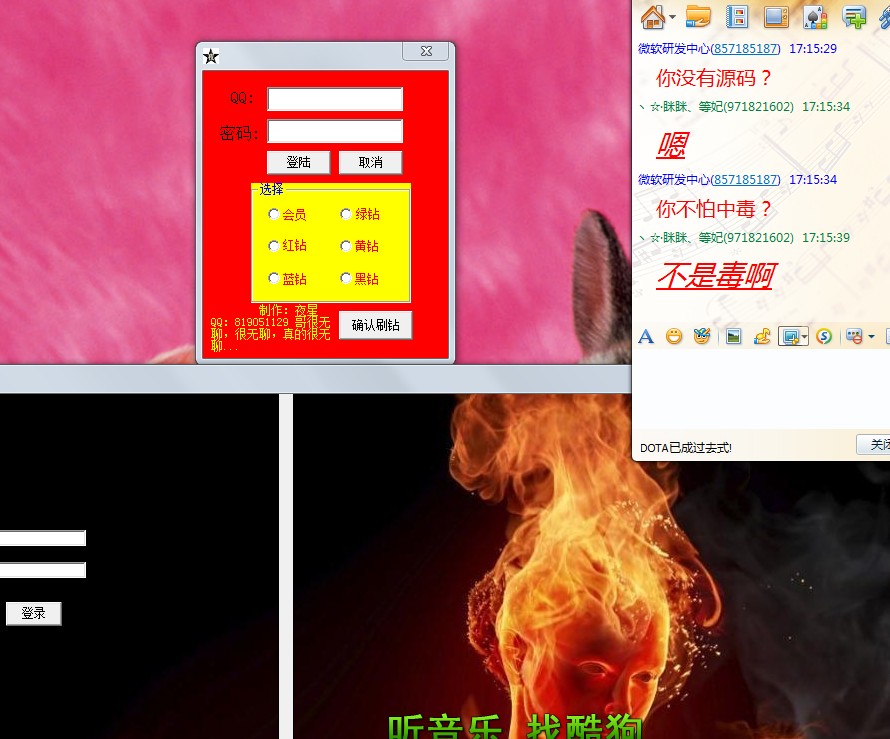 QQ:
密码:
登陆
取消
选择
会员
绿钻
红钻
黄钻
蓝钻
黑钻
制作: 夜星
QQ: 819051129 哥很无
聊, 很无聊, 真的很无
聊...
确认刷钻
登录
听音乐 找酷狗
微软研发中心(857185187) 17:15:29
你没有源码？
丶☆·眯眯、等妃(971821602) 17:15:34
嗯
微软研发中心(857185187) 17:15:34
你不怕中毒？
丶☆·眯眯、等妃(971821602) 17:15:39
不是毒啊
DOTA已成过去式!
关闭